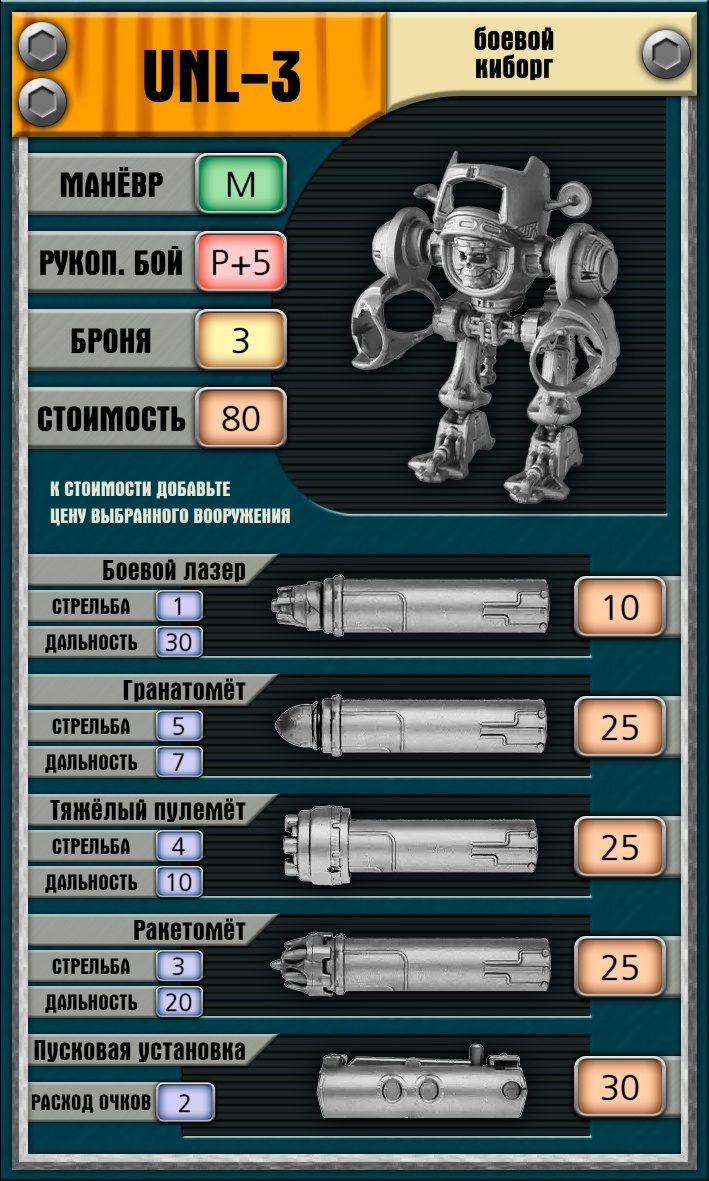 UNL-3
боевой
киборг
МАНЁВР М
РУКОП. БОЙ Р+5
БРОНЯ 3
СТОИМОСТЬ 80
К СТОИМОСТИ ДОБАВЬТЕ
ЦЕНУ ВЫБРАННОГО ВООРУЖЕНИЯ
Боевой лазер
СТРЕЛЬБА 1
10
ДАЛЬНОСТЬ 30
Гранатомёт
СТРЕЛЬБА 5
25
ДАЛЬНОСТЬ 7
Тяжёлый пулемёт
СТРЕЛЬБА 4
25
ДАЛЬНОСТЬ 10
Ракетомёт
СТРЕЛЬБА 3
25
ДАЛЬНОСТЬ 20
Пусковая установка
30
РАСХОД ОЧКОВ 2